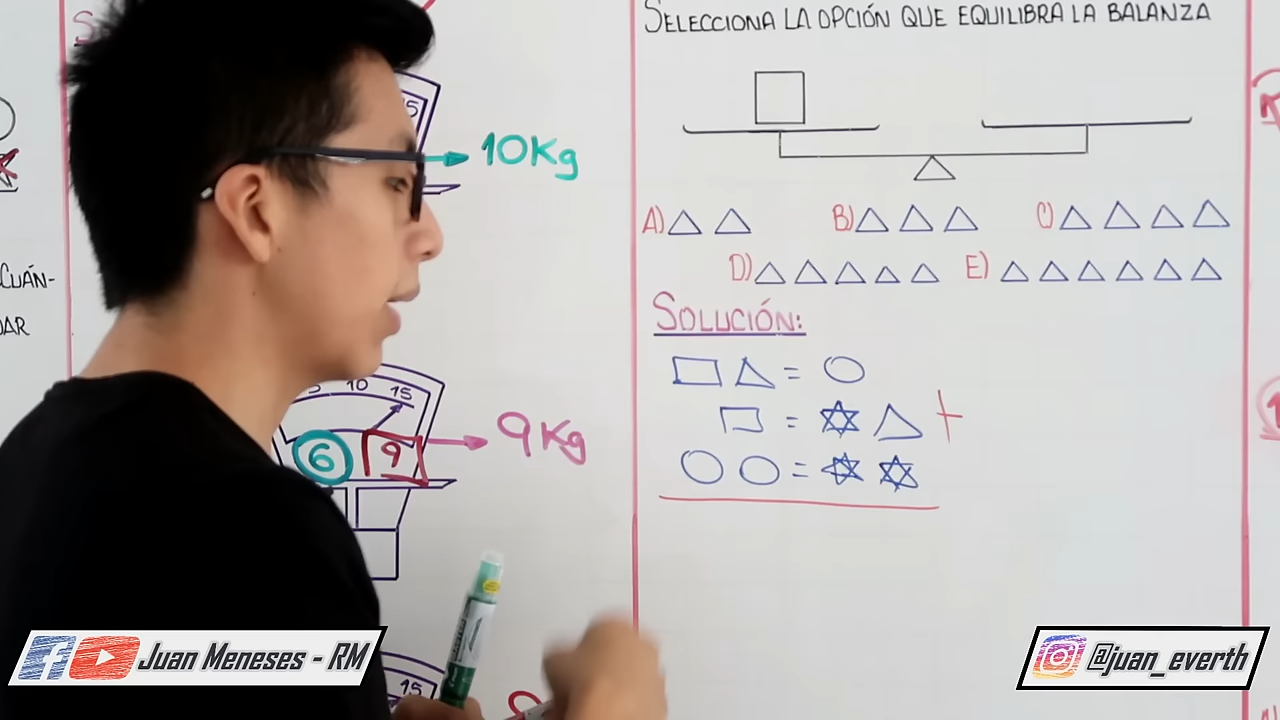 SELECCIONA LA OPCIÓN QUE EQUILIBRA LA BALANZA
10Kg
A)
B)
C)
D)
E)
SOLUCIÓN:
=
=
+
=
CUÁN-
10 15
6 9
9Kg
15
Juan Meneses - RM
@juan_everth